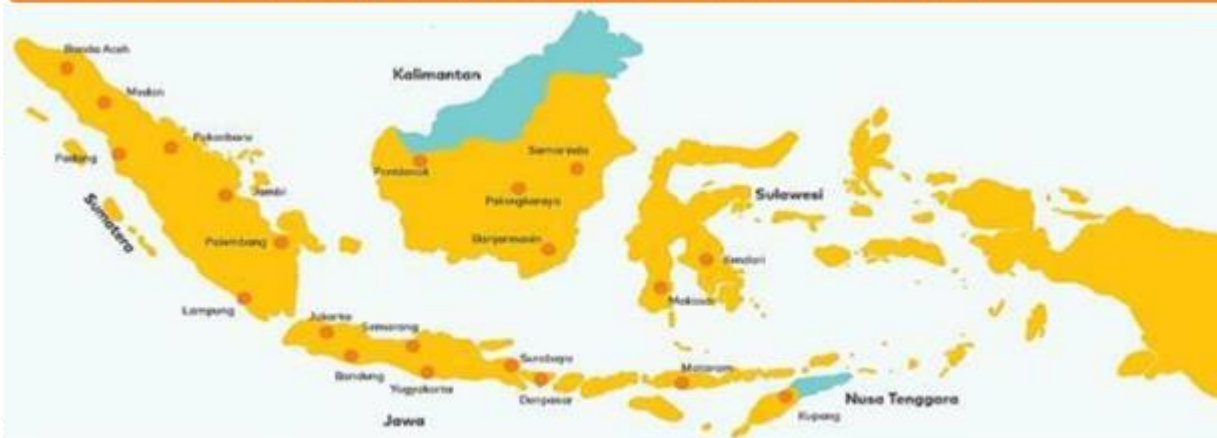 Banda Aceh
Kalimantan
Medan
Pekanbaru
Padang
Samarinda
Pontianak
Jambi
Palangkaraya
Sulawesi
Sumatera
Palembang
Banjarmasin
Kendari
Makassar
Lampung
Jakarta
Semarang
Surabaya
Mataram
Bandung
Yogyakarta
Denpasar
Nusa Tenggara
Kupang
Jawa